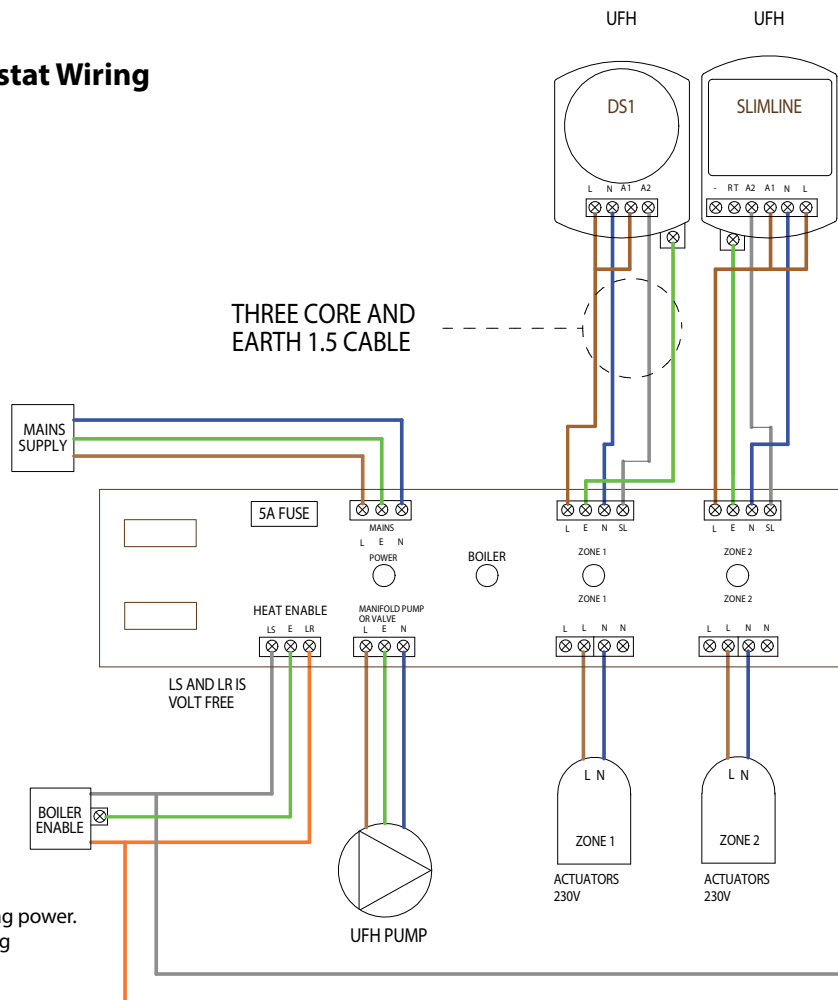 UFH
UFH
stat Wiring
DS1
SLIMLINE
L N A1 A2
- RT A2 A1 N L
THREE CORE AND
EARTH 1.5 CABLE
MAINS
SUPPLY
5A FUSE
MAINS
L E N
POWER
BOILER
L E N SL
ZONE 1
ZONE 1
L E N SL
ZONE 2
ZONE 2
HEAT ENABLE
LS E LR
MANIFOLD PUMP
OR VALVE
L E N
L L N N
L L N N
LS AND LR IS
VOLT FREE
BOILER
ENABLE
L N
ZONE 1
ACTUATORS
230V
L N
ZONE 2
ACTUATORS
230V
UFH PUMP
g power.
g